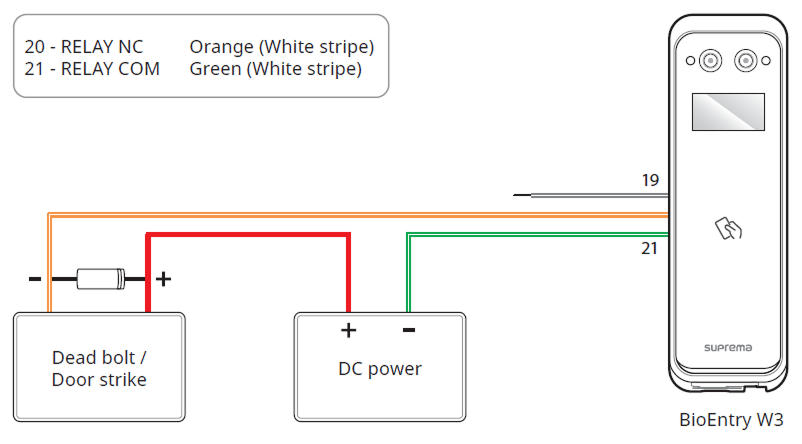 20 - RELAY NC Orange (White stripe)
21 - RELAY COM Green (White stripe)
19
21
- +
Dead bolt /
Door strike
+ -
DC power
suprema
BioEntry W3